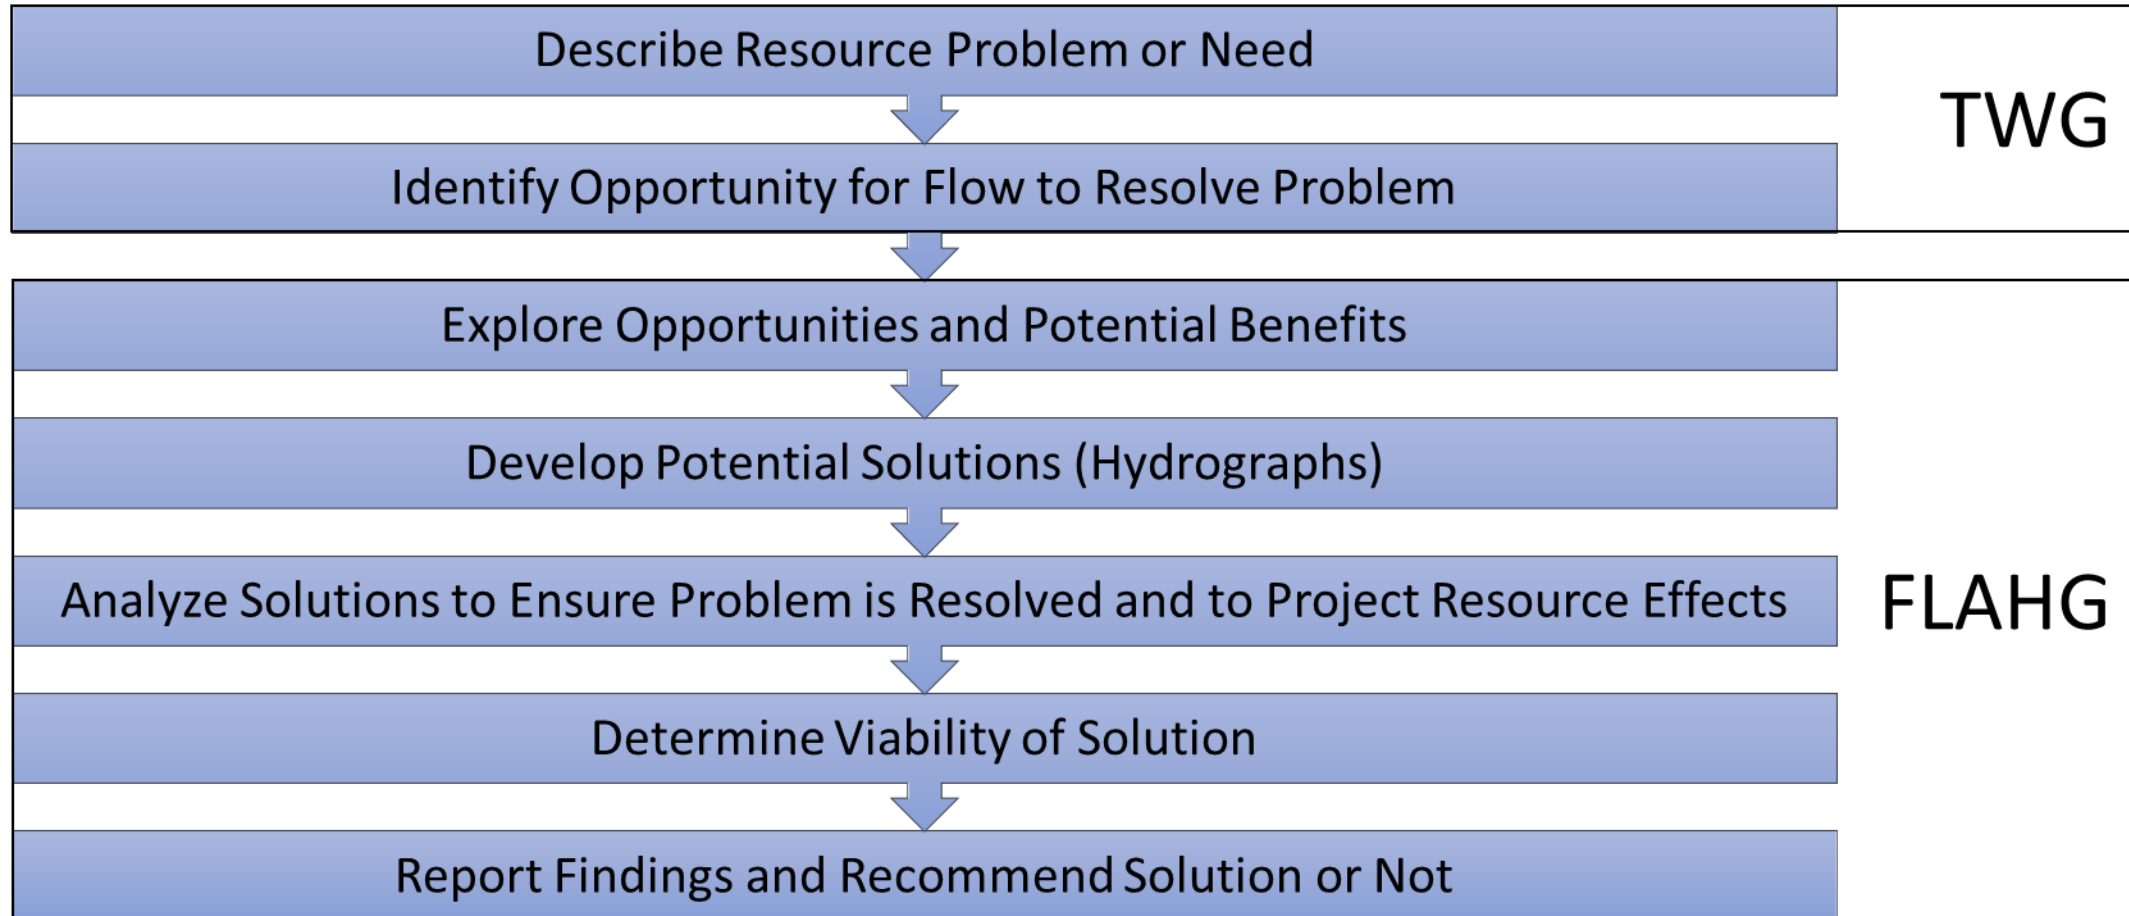 Describe Resource Problem or Need
TWG
Identify Opportunity for Flow to Resolve Problem
Explore Opportunities and Potential Benefits
Develop Potential Solutions (Hydrographs)
Analyze Solutions to Ensure Problem is Resolved and to Project Resource Effects
FLAHG
Determine Viability of Solution
Report Findings and Recommend Solution or Not